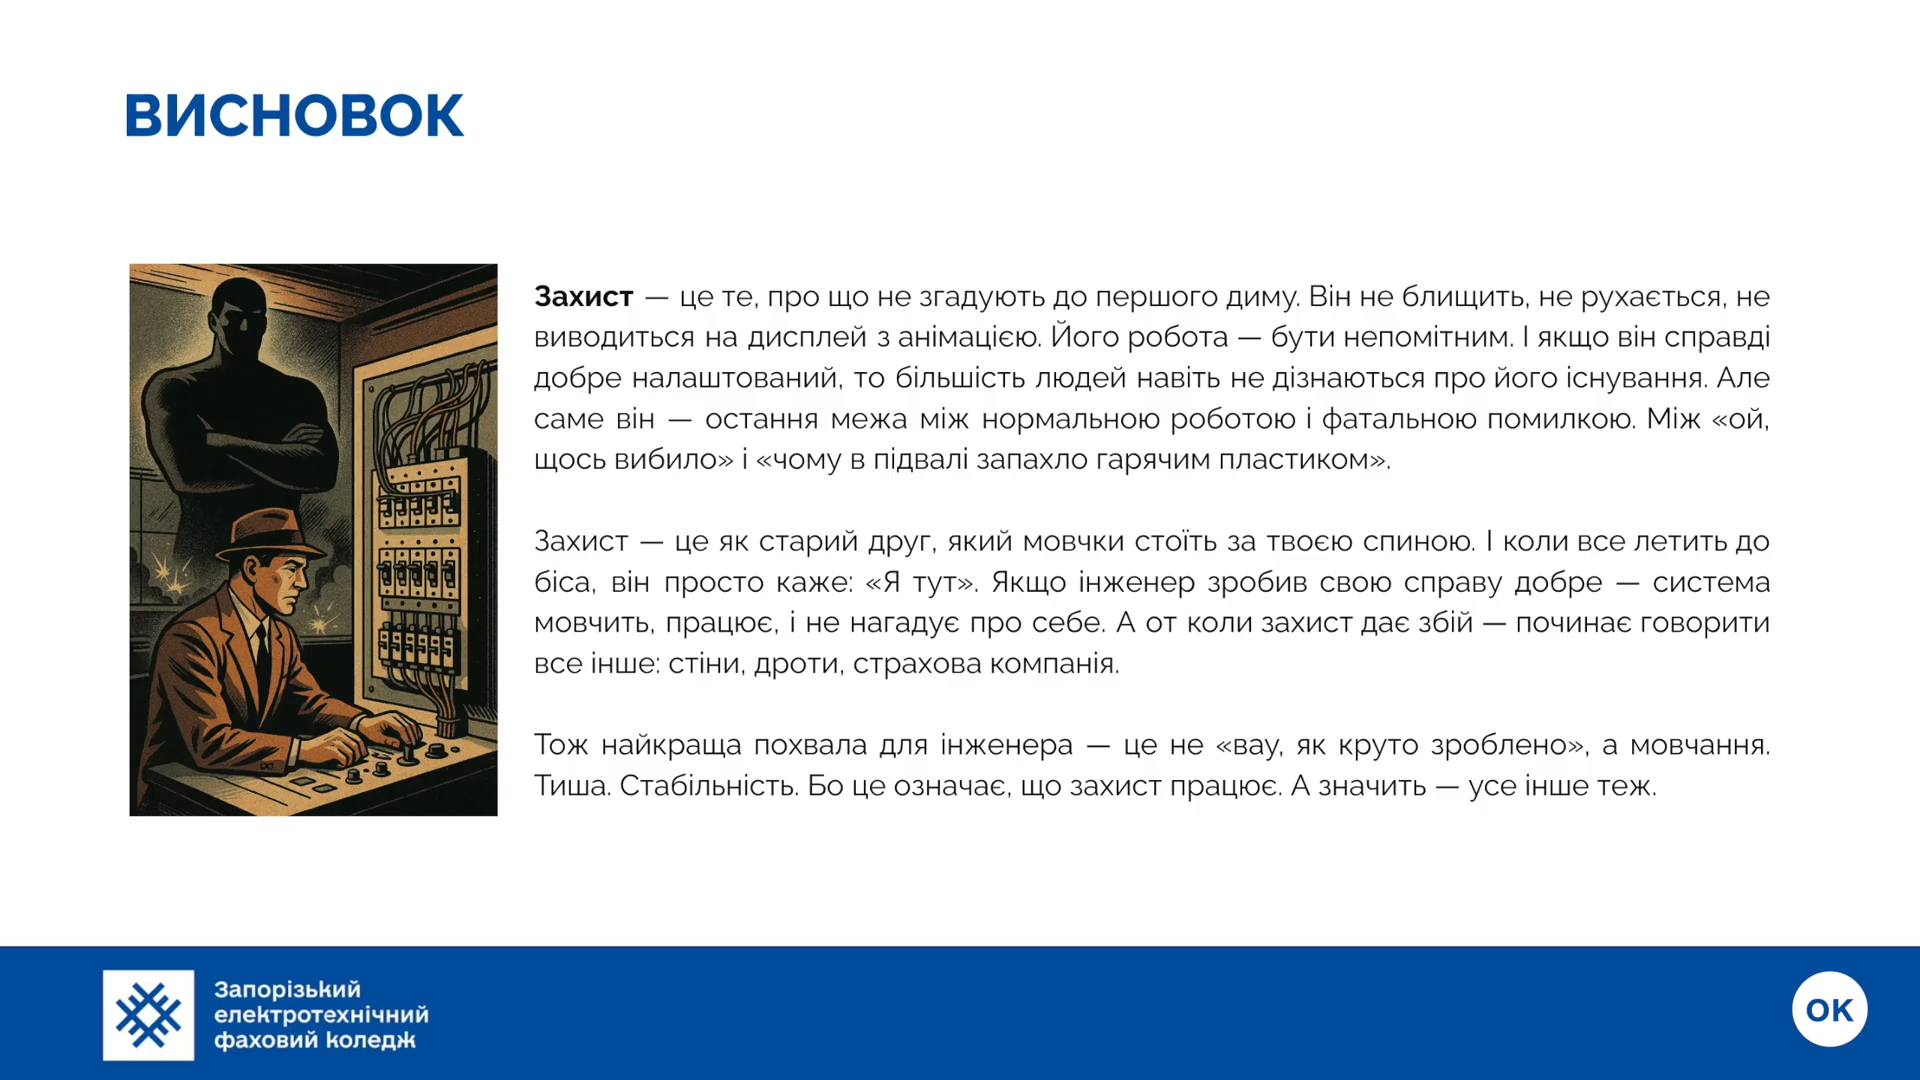 ВИСНОВОК
Захист — це те, про що не згадують до першого диму. Він не блищить, не рухається, не
виводиться на дисплей з анімацією. Його робота — бути непомітним. І якщо він справді
добре налаштований, то більшість людей навіть не дізнаються про його існування. Але
саме він — остання межа між нормальною роботою і фатальною помилкою. Між «ой,
щось вибило» і «чому в підвалі запахло гарячим пластиком».
Захист — це як старий друг, який мовчки стоїть за твоєю спиною. І коли все летить до
біса, він просто каже: «Я тут». Якщо інженер зробив свою справу добре — система
мовчить, працює, і не нагадує про себе. А от коли захист дає збій — починає говорити
все інше: стіни, дроти, страхова компанія.
Тож найкраща похвала для інженера — це не «вау, як круто зроблено», а мовчання.
Тиша. Стабільність. Бо це означає, що захист працює. А значить — усе інше теж.
Запорізький
електротехнічний
фаховий коледж
ОК